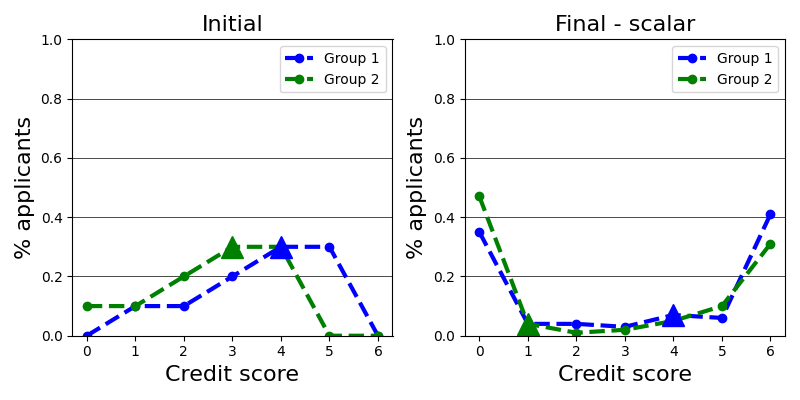 Initial
% applicants
1.0
0.8
0.6
0.4
0.2
0.0
Group 1
Group 2
0 1 2 3 4 5 6
Credit score
Final - scalar
% applicants
1.0
0.8
0.6
0.4
0.2
0.0
Group 1
Group 2
0 1 2 3 4 5 6
Credit score